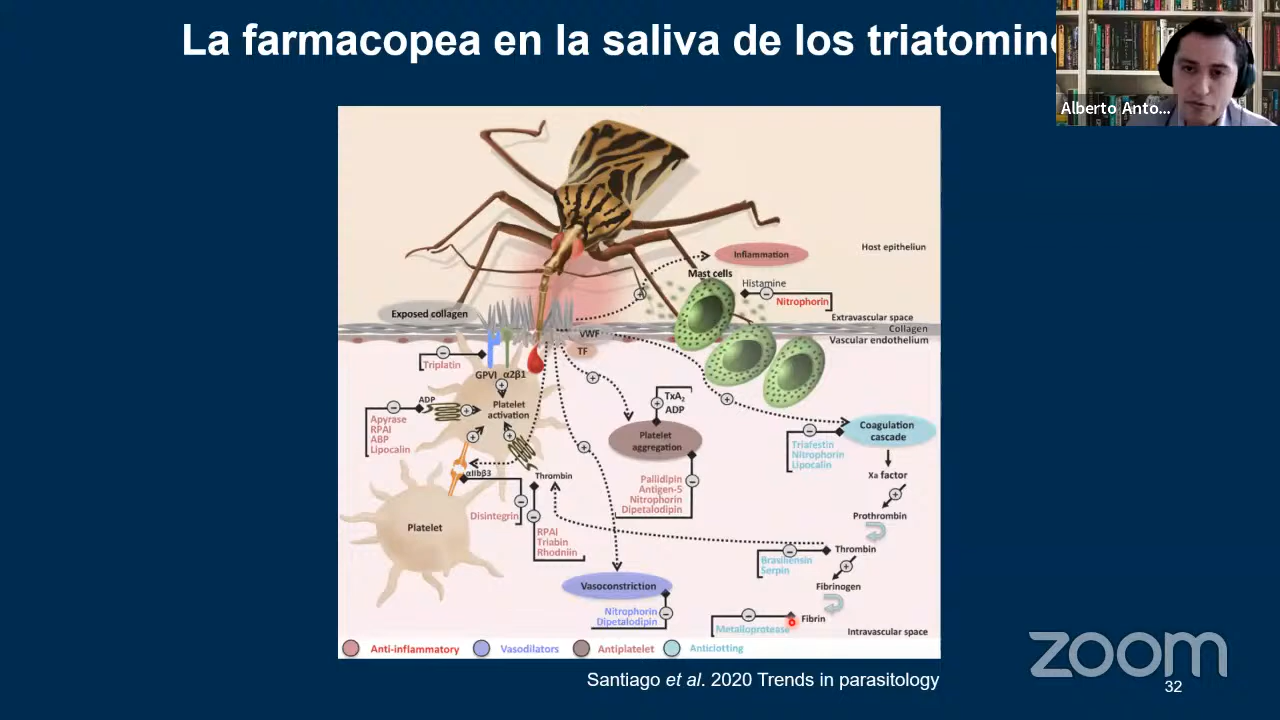 La farmacopea en la saliva de los triatomino
Alberto Anto...
Host epitheliun
Inflammation
Mast cells
Histamine
Nitrophorin
Extravascular space
Collagen
Vascular endothelium
Exposed collagen
VWF
TF
Triplatin
GPVI
α2β1
ADP
Platelet
activation
Apyrase
RPAI
ABP
Lipocalin
TxA2
ADP
Platelet
aggregation
Coagulation
cascade
Triafestin
Nitrophorin
Lipocalin
αIIbβ3
Thrombin
Pallidipin
Antigen-5
Nitrophorin
Dipetalodipin
Xa factor
Platelet
Disintegrin
Prothrombin
RPAI
Triabin
Rhodniin
Thrombin
Brasiliensin
Serpin
Vasoconstriction
Fibrinogen
Nitrophorin
Dipetalodipin
Fibrin
Metalloprotease
Intravascular space
Anti-inflammatory
Vasodilators
Antiplatelet
Anticlotting
Santiago et al. 2020 Trends in parasitology
zoom
32